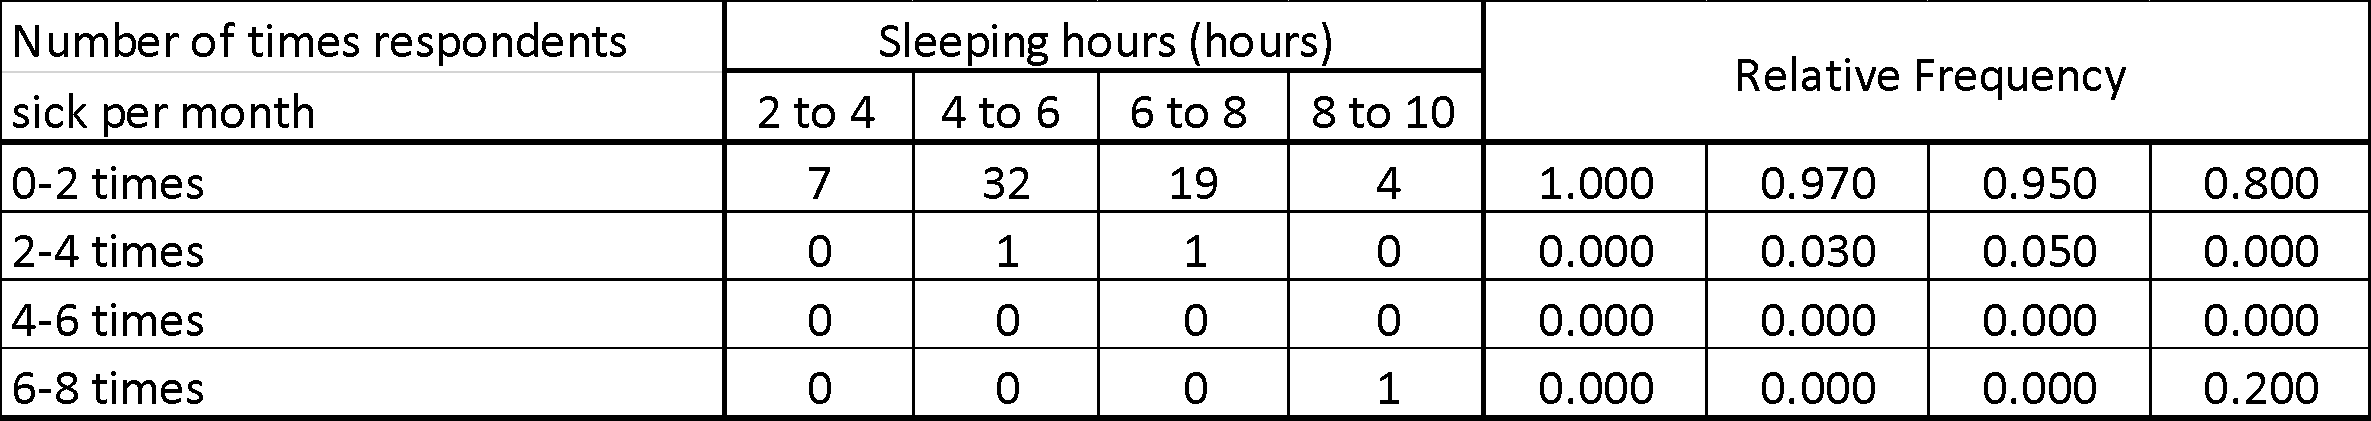 Number of times respondents sick per month Sleeping hours (hours) Relative Frequency
2 to 4 4 to 6 6 to 8 8 to 10
0-2 times 7 32 19 4 1.000 0.970 0.950 0.800
2-4 times 0 1 1 0 0.000 0.030 0.050 0.000
4-6 times 0 0 0 0 0.000 0.000 0.000 0.000
6-8 times 0 0 0 1 0.000 0.000 0.000 0.200